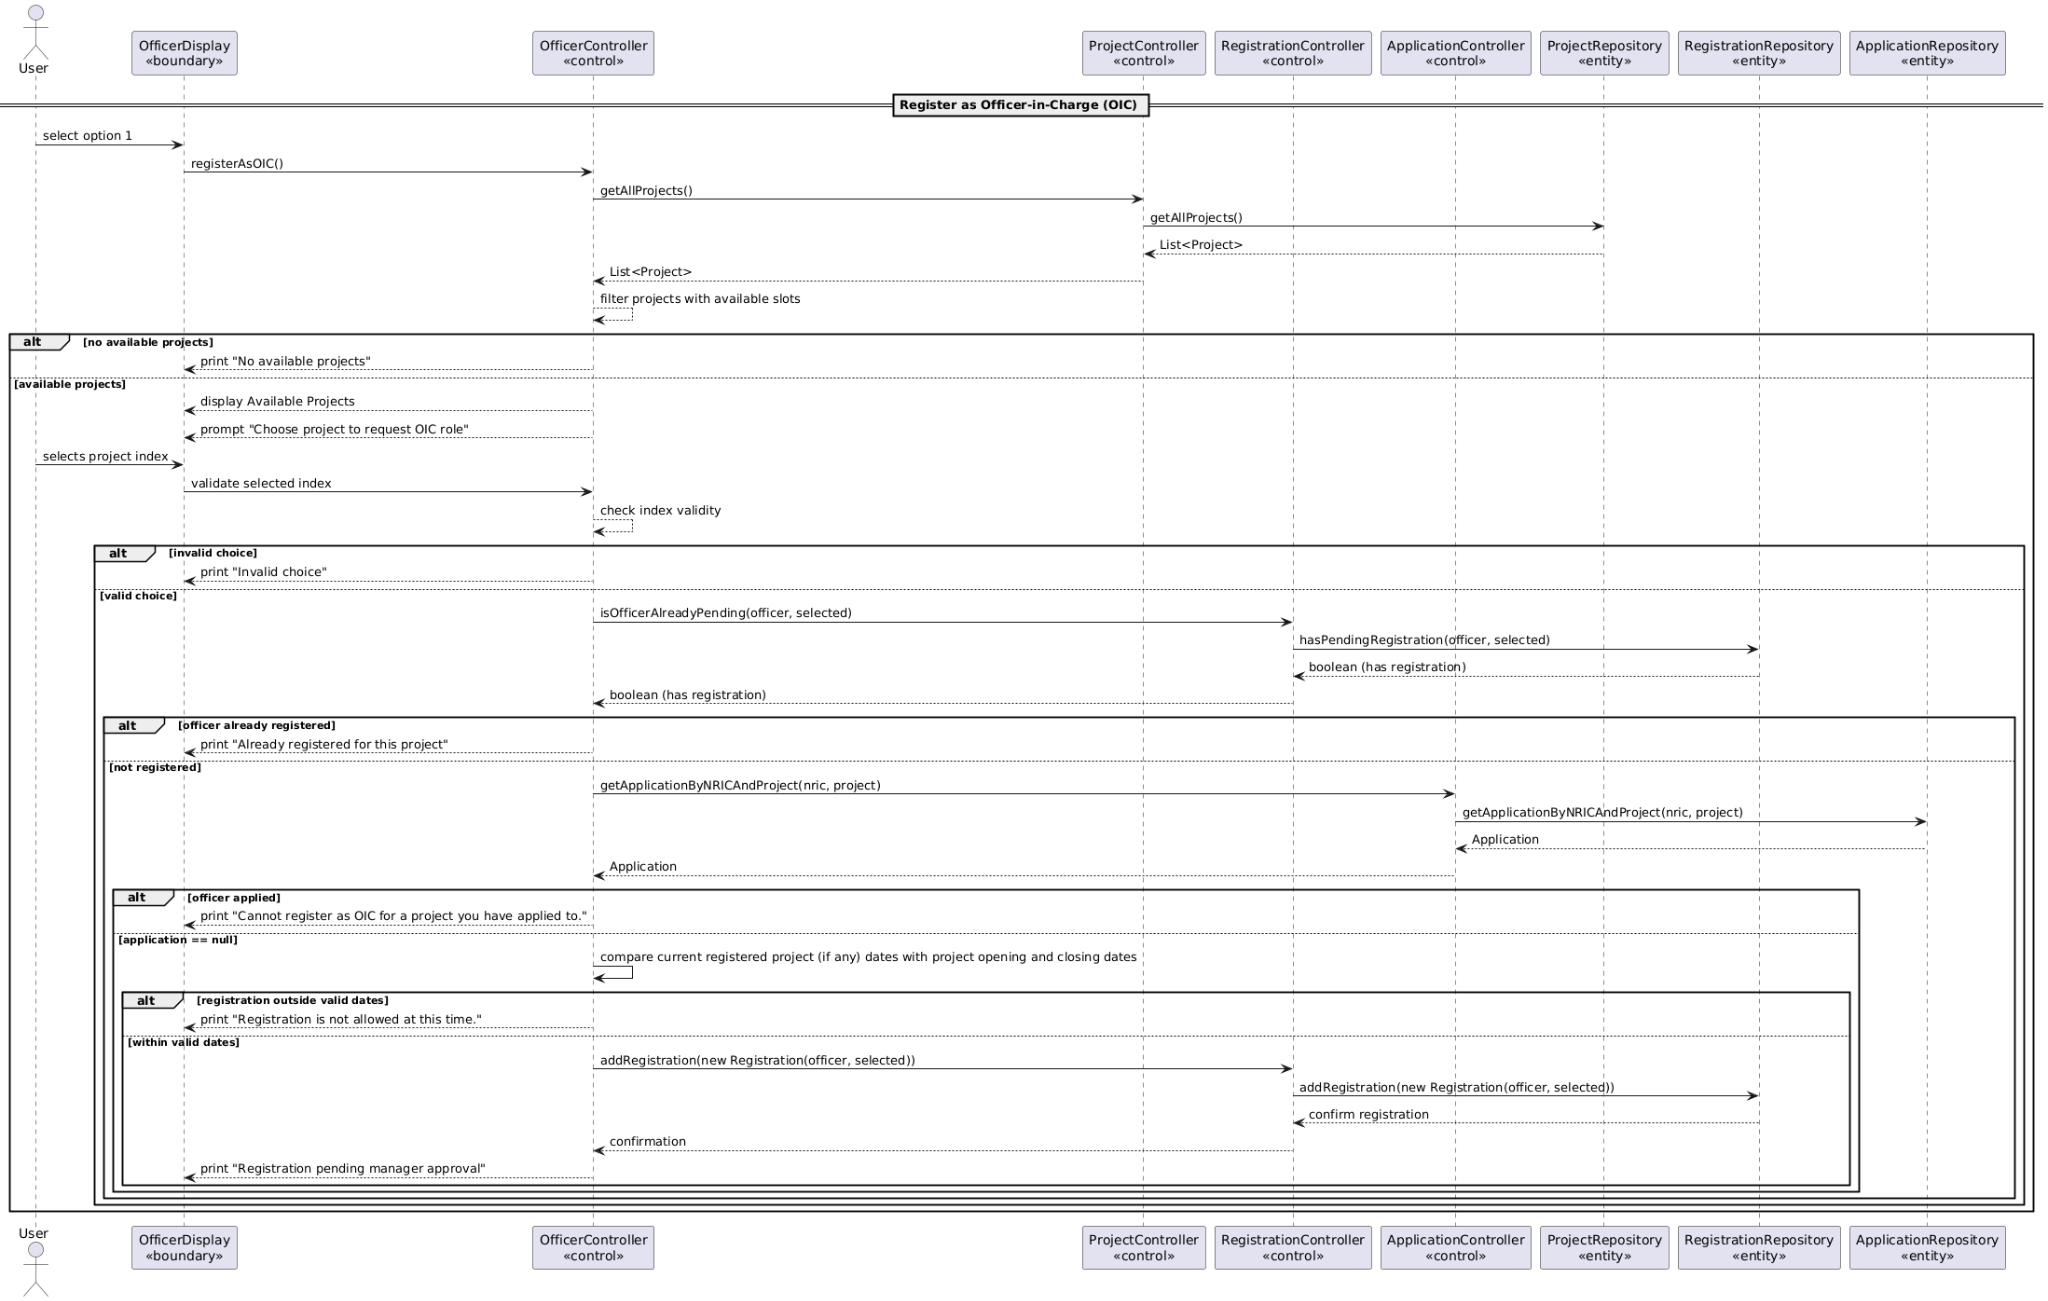 User
OfficerDisplay
«boundary»
OfficerController
«control»
ProjectController
«control»
RegistrationController
«control»
ApplicationController
«control»
ProjectRepository
«entity»
RegistrationRepository
«entity»
ApplicationRepository
«entity»
Register as Officer-in-Charge (OIC)
select option 1
registerAsOIC()
getAllProjects()
getAllProjects()
List<Project>
List<Project>
filter projects with available slots
alt [no available projects]
print "No available projects"
[available projects]
display Available Projects
prompt "Choose project to request OIC role"
selects project index
validate selected index
check index validity
alt [invalid choice]
print "Invalid choice"
[valid choice]
isOfficerAlreadyPending(officer, selected)
hasPendingRegistration(officer, selected)
boolean (has registration)
boolean (has registration)
alt [officer already registered]
print "Already registered for this project"
[not registered]
getApplicationByNRICAndProject(nric, project)
getApplicationByNRICAndProject(nric, project)
Application
Application
alt [officer applied]
print "Cannot register as OIC for a project you have applied to."
[application == null]
compare current registered project (if any) dates with project opening and closing dates
alt [registration outside valid dates]
print "Registration is not allowed at this time."
[within valid dates]
addRegistration(new Registration(officer, selected))
addRegistration(new Registration(officer, selected))
confirm registration
confirmation
print "Registration pending manager approval"
User
OfficerDisplay
«boundary»
OfficerController
«control»
ProjectController
«control»
RegistrationController
«control»
ApplicationController
«control»
ProjectRepository
«entity»
RegistrationRepository
«entity»
ApplicationRepository
«entity»